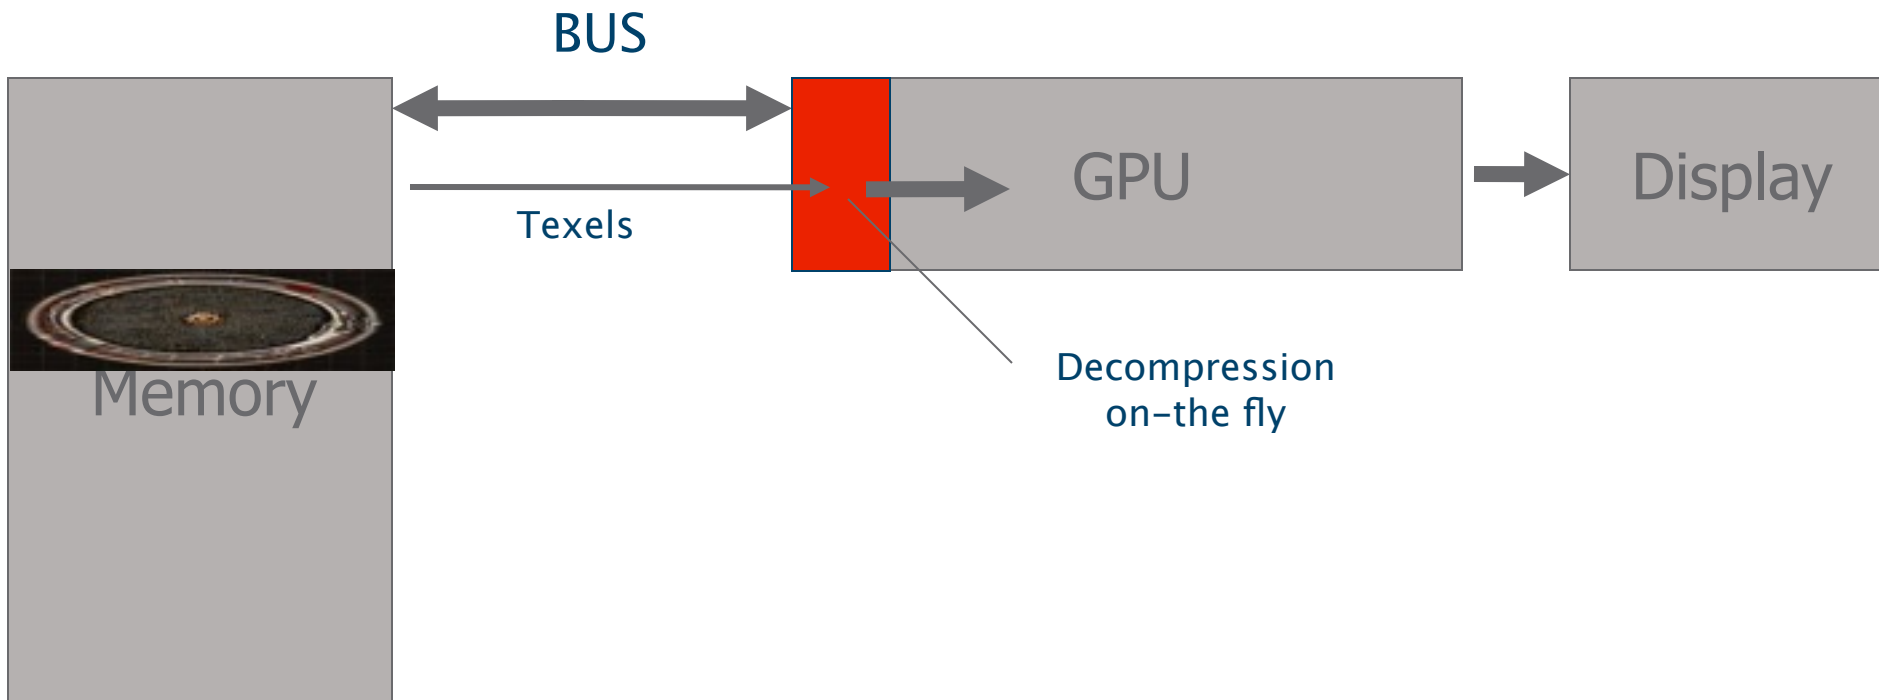 BUS
GPU
Display
Texels
Memory
Decompression
on-the fly